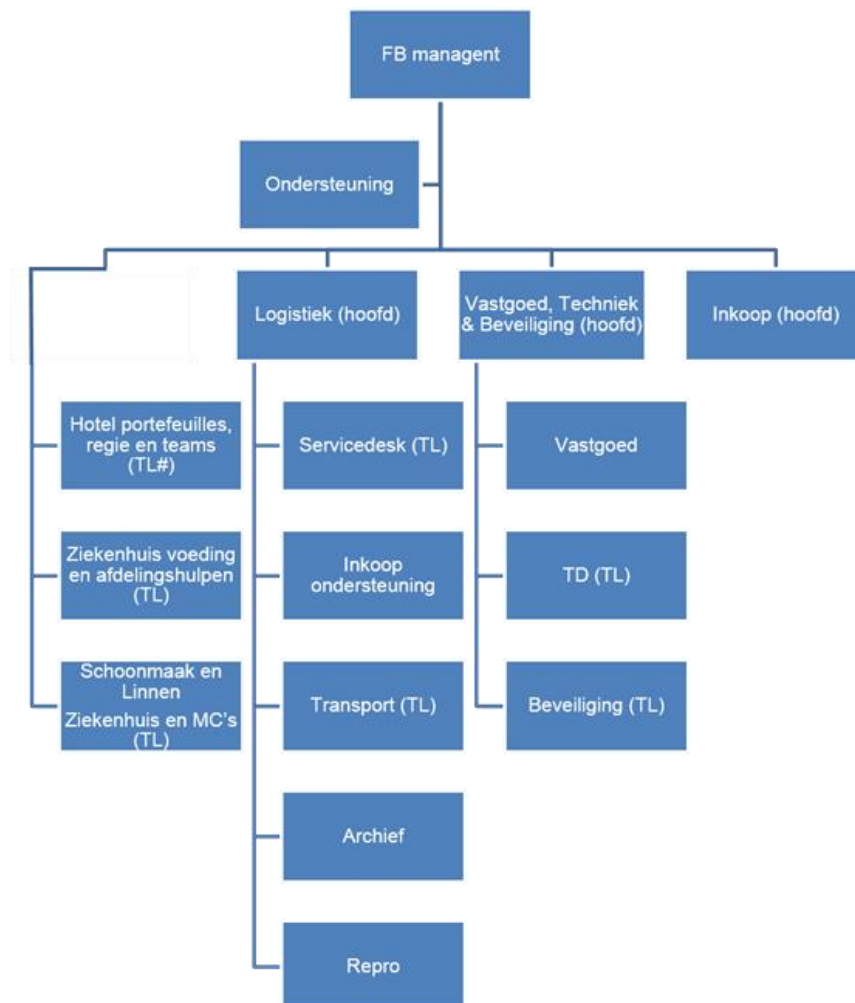 FB managent
Ondersteuning
Logistiek (hoofd)
Vastgoed, Techniek
& Beveiliging (hoofd)
Inkoop (hoofd)
Hotel portefeuilles,
regie en teams
(TL#)
Servicedesk (TL)
Vastgoed
Ziekenhuis voeding
en afdelingshulpen
(TL)
Inkoop
ondersteuning
TD (TL)
Schoonmaak en
Linnen
Ziekenhuis en MC's
(TL)
Transport (TL)
Beveiliging (TL)
Archief
Repro